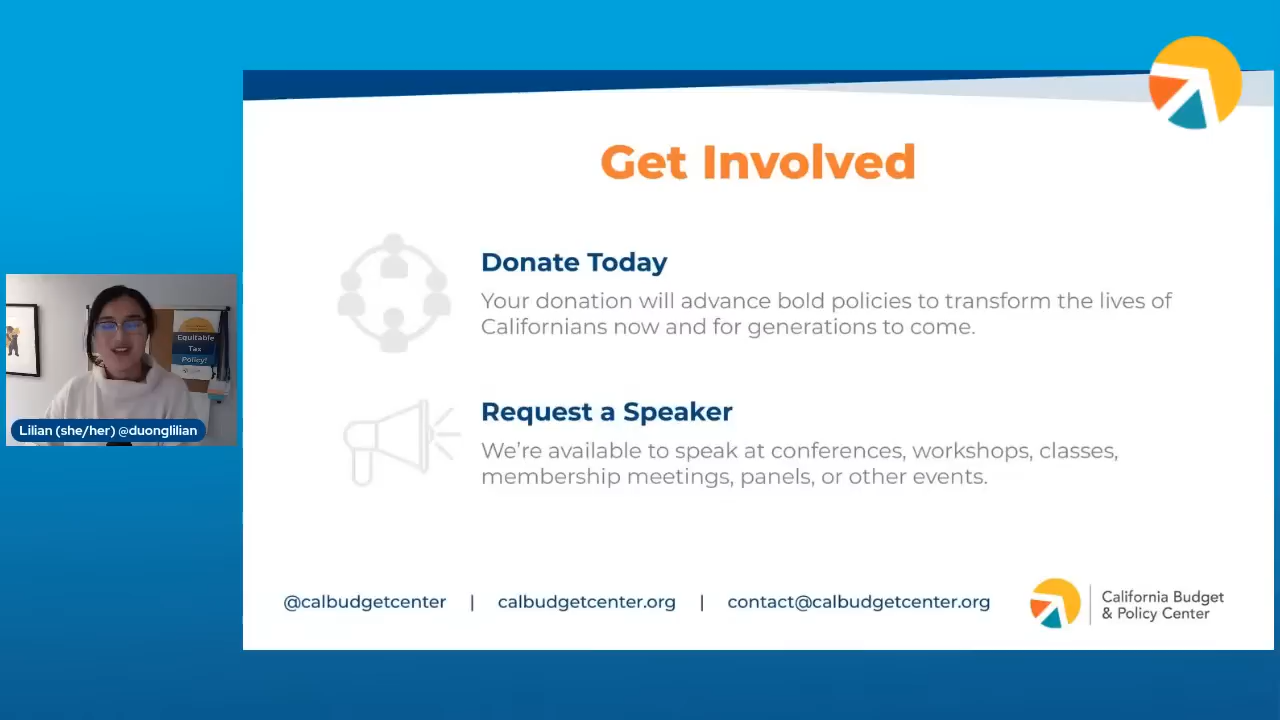 Get Involved
Donate Today
Your donation will advance bold policies to transform the lives of
Californians now and for generations to come.
Equitable
Tax
Policy!
Lilian (she/her) @duonglilian
Request a Speaker
We're available to speak at conferences, workshops, classes,
membership meetings, panels, or other events.
@calbudgetcenter | calbudgetcenter.org | contact@calbudgetcenter.org
California Budget
& Policy Center